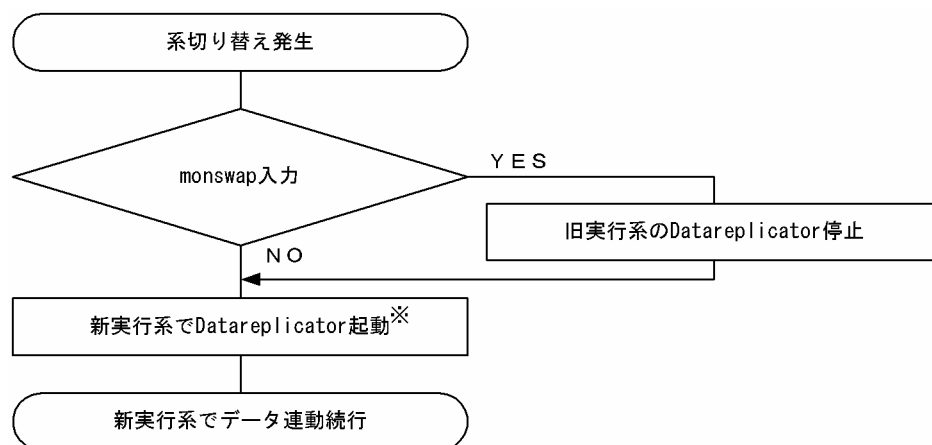 系切り替え発生
monswap入力
ＹＥＳ
旧実行系のDatareplicator停止
ＮＯ
新実行系でDatareplicator起動※
新実行系でデータ連動続行